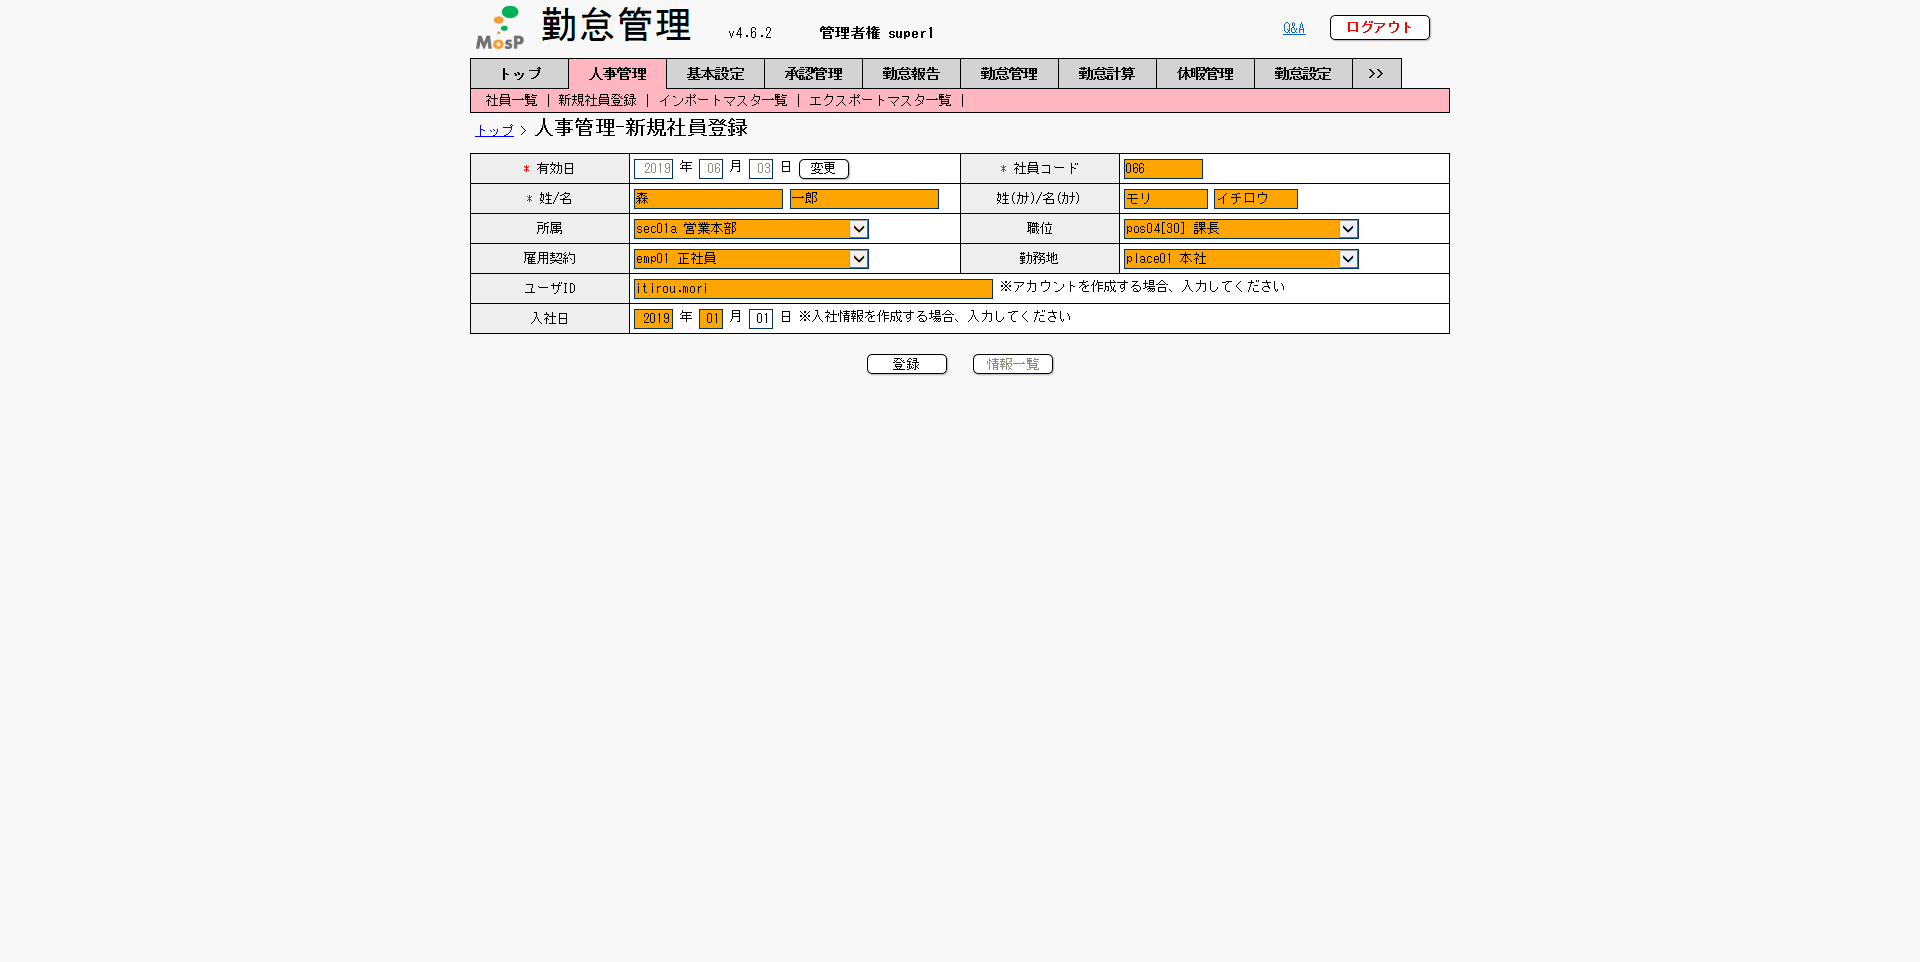 MosP 勤怠管理 v4.6.2 管理者権 super1 Q&A ログアウト
トップ 人事管理 基本設定 承認管理 勤怠報告 勤怠管理 勤怠計算 休暇管理 勤怠設定 >>
社員一覧 | 新規社員登録 | インポートマスタ一覧 | エクスポートマスタ一覧 |
トップ > 人事管理-新規社員登録
* 有効日 2019 年 06 月 03 日 変更 * 社員コード 066
* 姓/名 森 一郎 姓(ｶﾅ)/名(ｶﾅ) モリ イチロウ
所属 sec01a 営業本部 職位 pos04[30] 課長
雇用契約 emp01 正社員 勤務地 place01 本社
ユーザID itirou.mori ※アカウントを作成する場合、入力してください
入社日 2019 年 01 月 01 日 ※入社情報を作成する場合、入力してください
登録 情報一覧